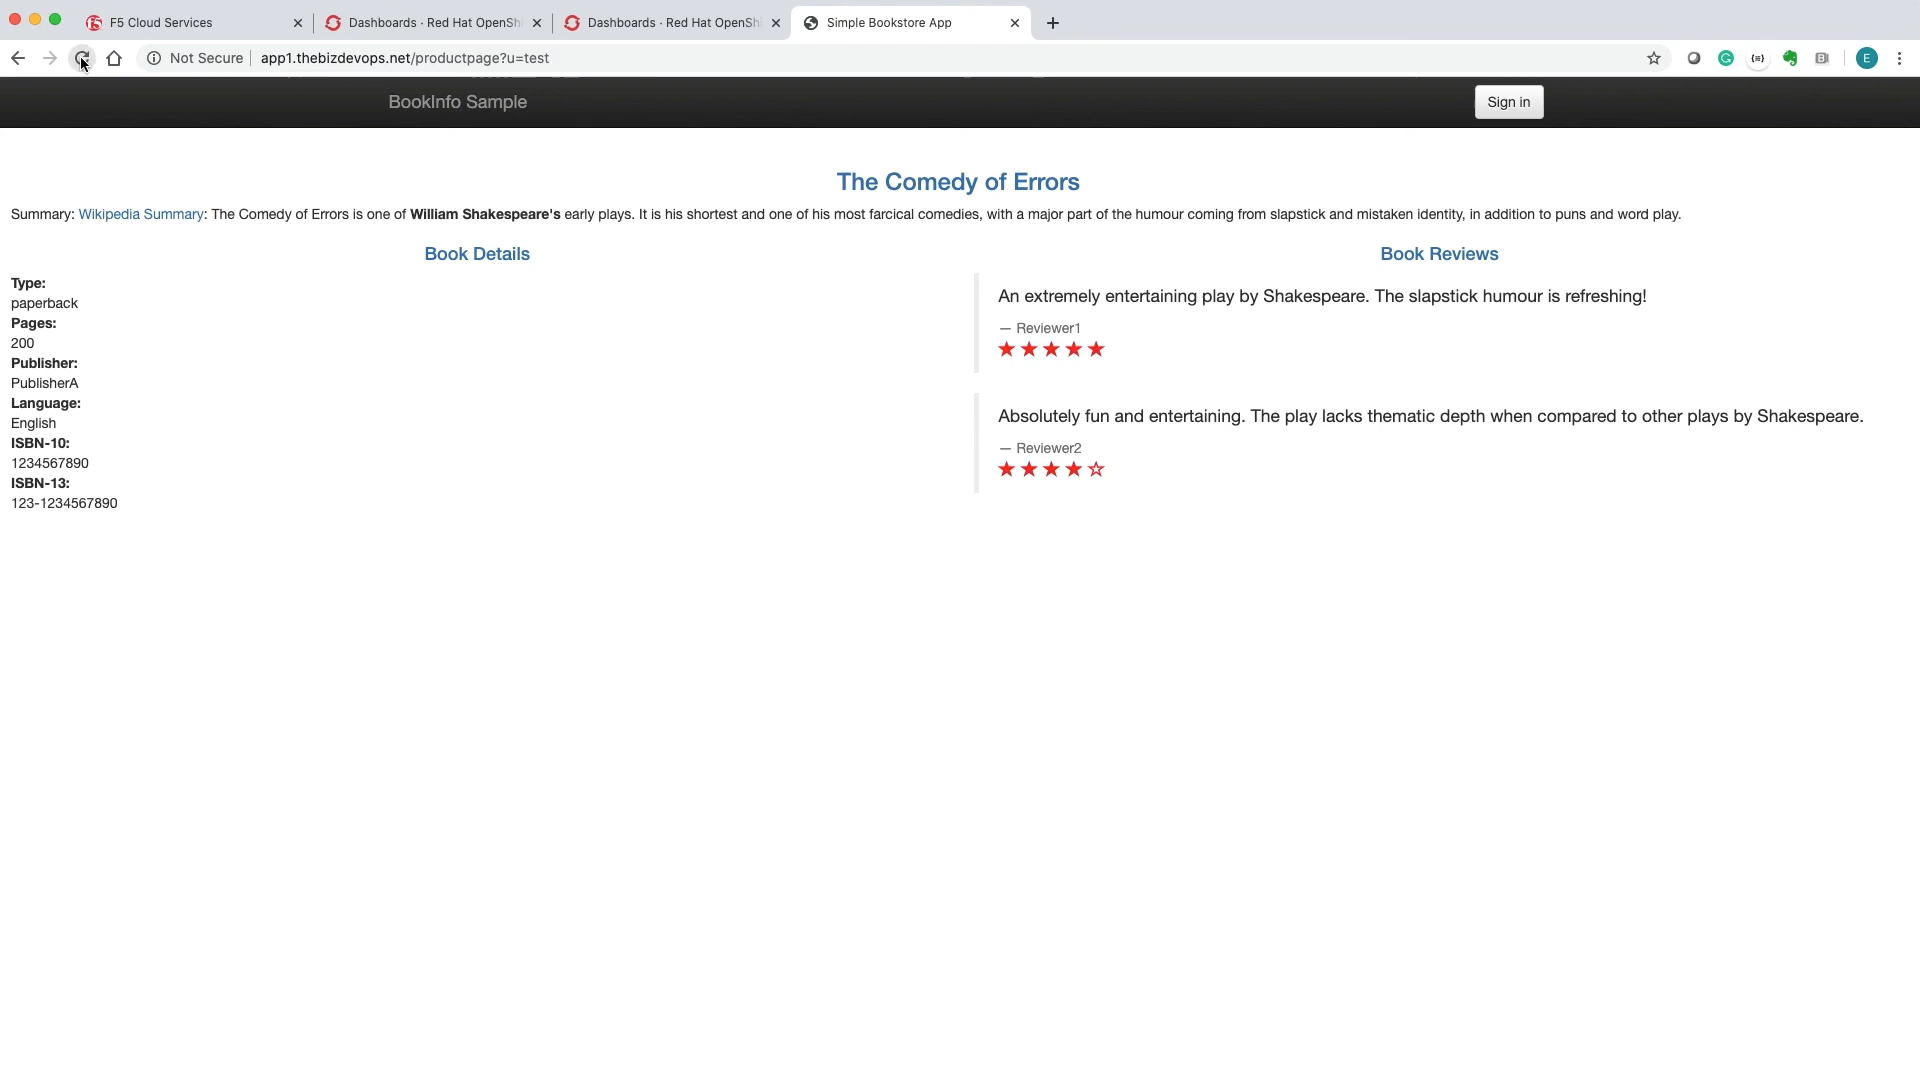 F5 Cloud Services
Dashboards · Red Hat OpenShi
Dashboards · Red Hat OpenShi
Simple Bookstore App
Not Secure
app1.thebizdevops.net/productpage?u=test
E
BookInfo Sample
Sign in
The Comedy of Errors
Summary: Wikipedia Summary: The Comedy of Errors is one of William Shakespeare's early plays. It is his shortest and one of his most farcical comedies, with a major part of the humour coming from slapstick and mistaken identity, in addition to puns and word play.
Book Details
Type:
paperback
Pages:
200
Publisher:
PublisherA
Language:
English
ISBN-10:
1234567890
ISBN-13:
123-1234567890
Book Reviews
An extremely entertaining play by Shakespeare. The slapstick humour is refreshing!
— Reviewer1
Absolutely fun and entertaining. The play lacks thematic depth when compared to other plays by Shakespeare.
— Reviewer2